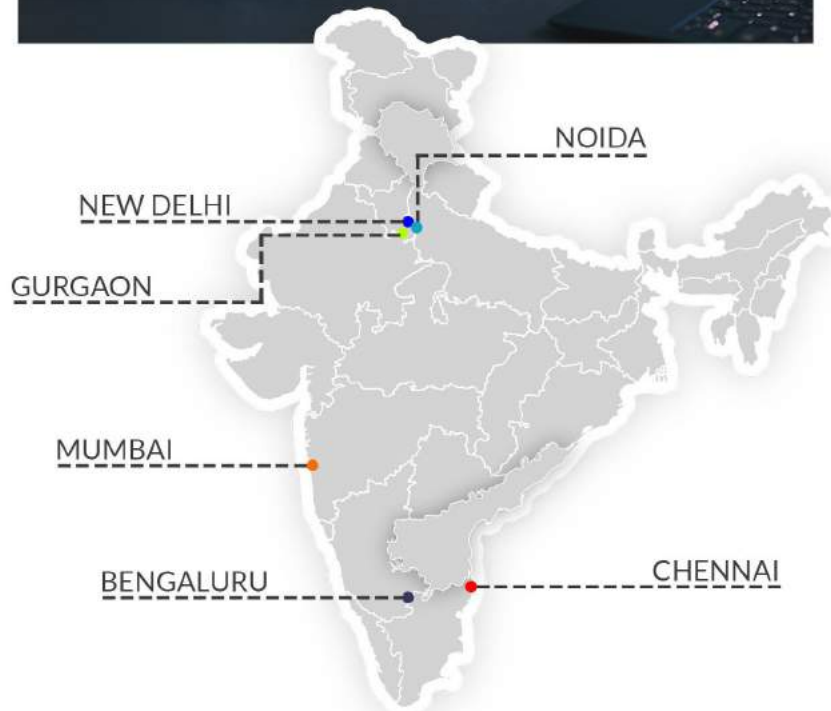 NOIDA
NEW DELHI
GURGAON
MUMBAI
BENGALURU
CHENNAI